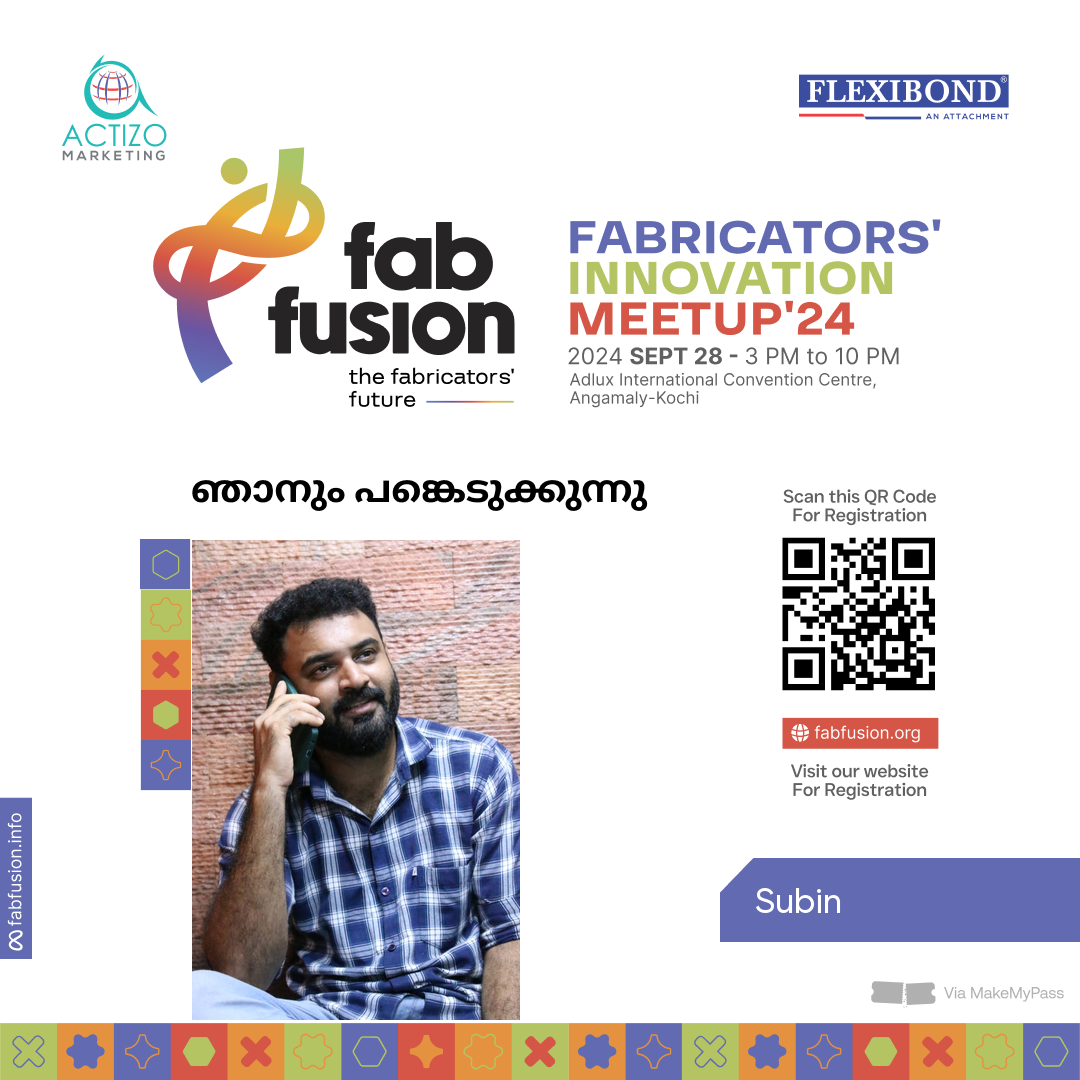 ACTIZO
MARKETING
FLEXIBOND®
AN ATTACHMENT
fab
fusion
the fabricators'
future
FABRICATORS'
INNOVATION
MEETUP'24
2024 SEPT 28 - 3 PM to 10 PM
Adlux International Convention Centre,
Angamaly-Kochi
ഞാനും പങ്കെടുക്കുന്നു
Scan this QR Code
For Registration
fabfusion.org
Visit our website
For Registration
fabfusion.info
Subin
Via MakeMyPass